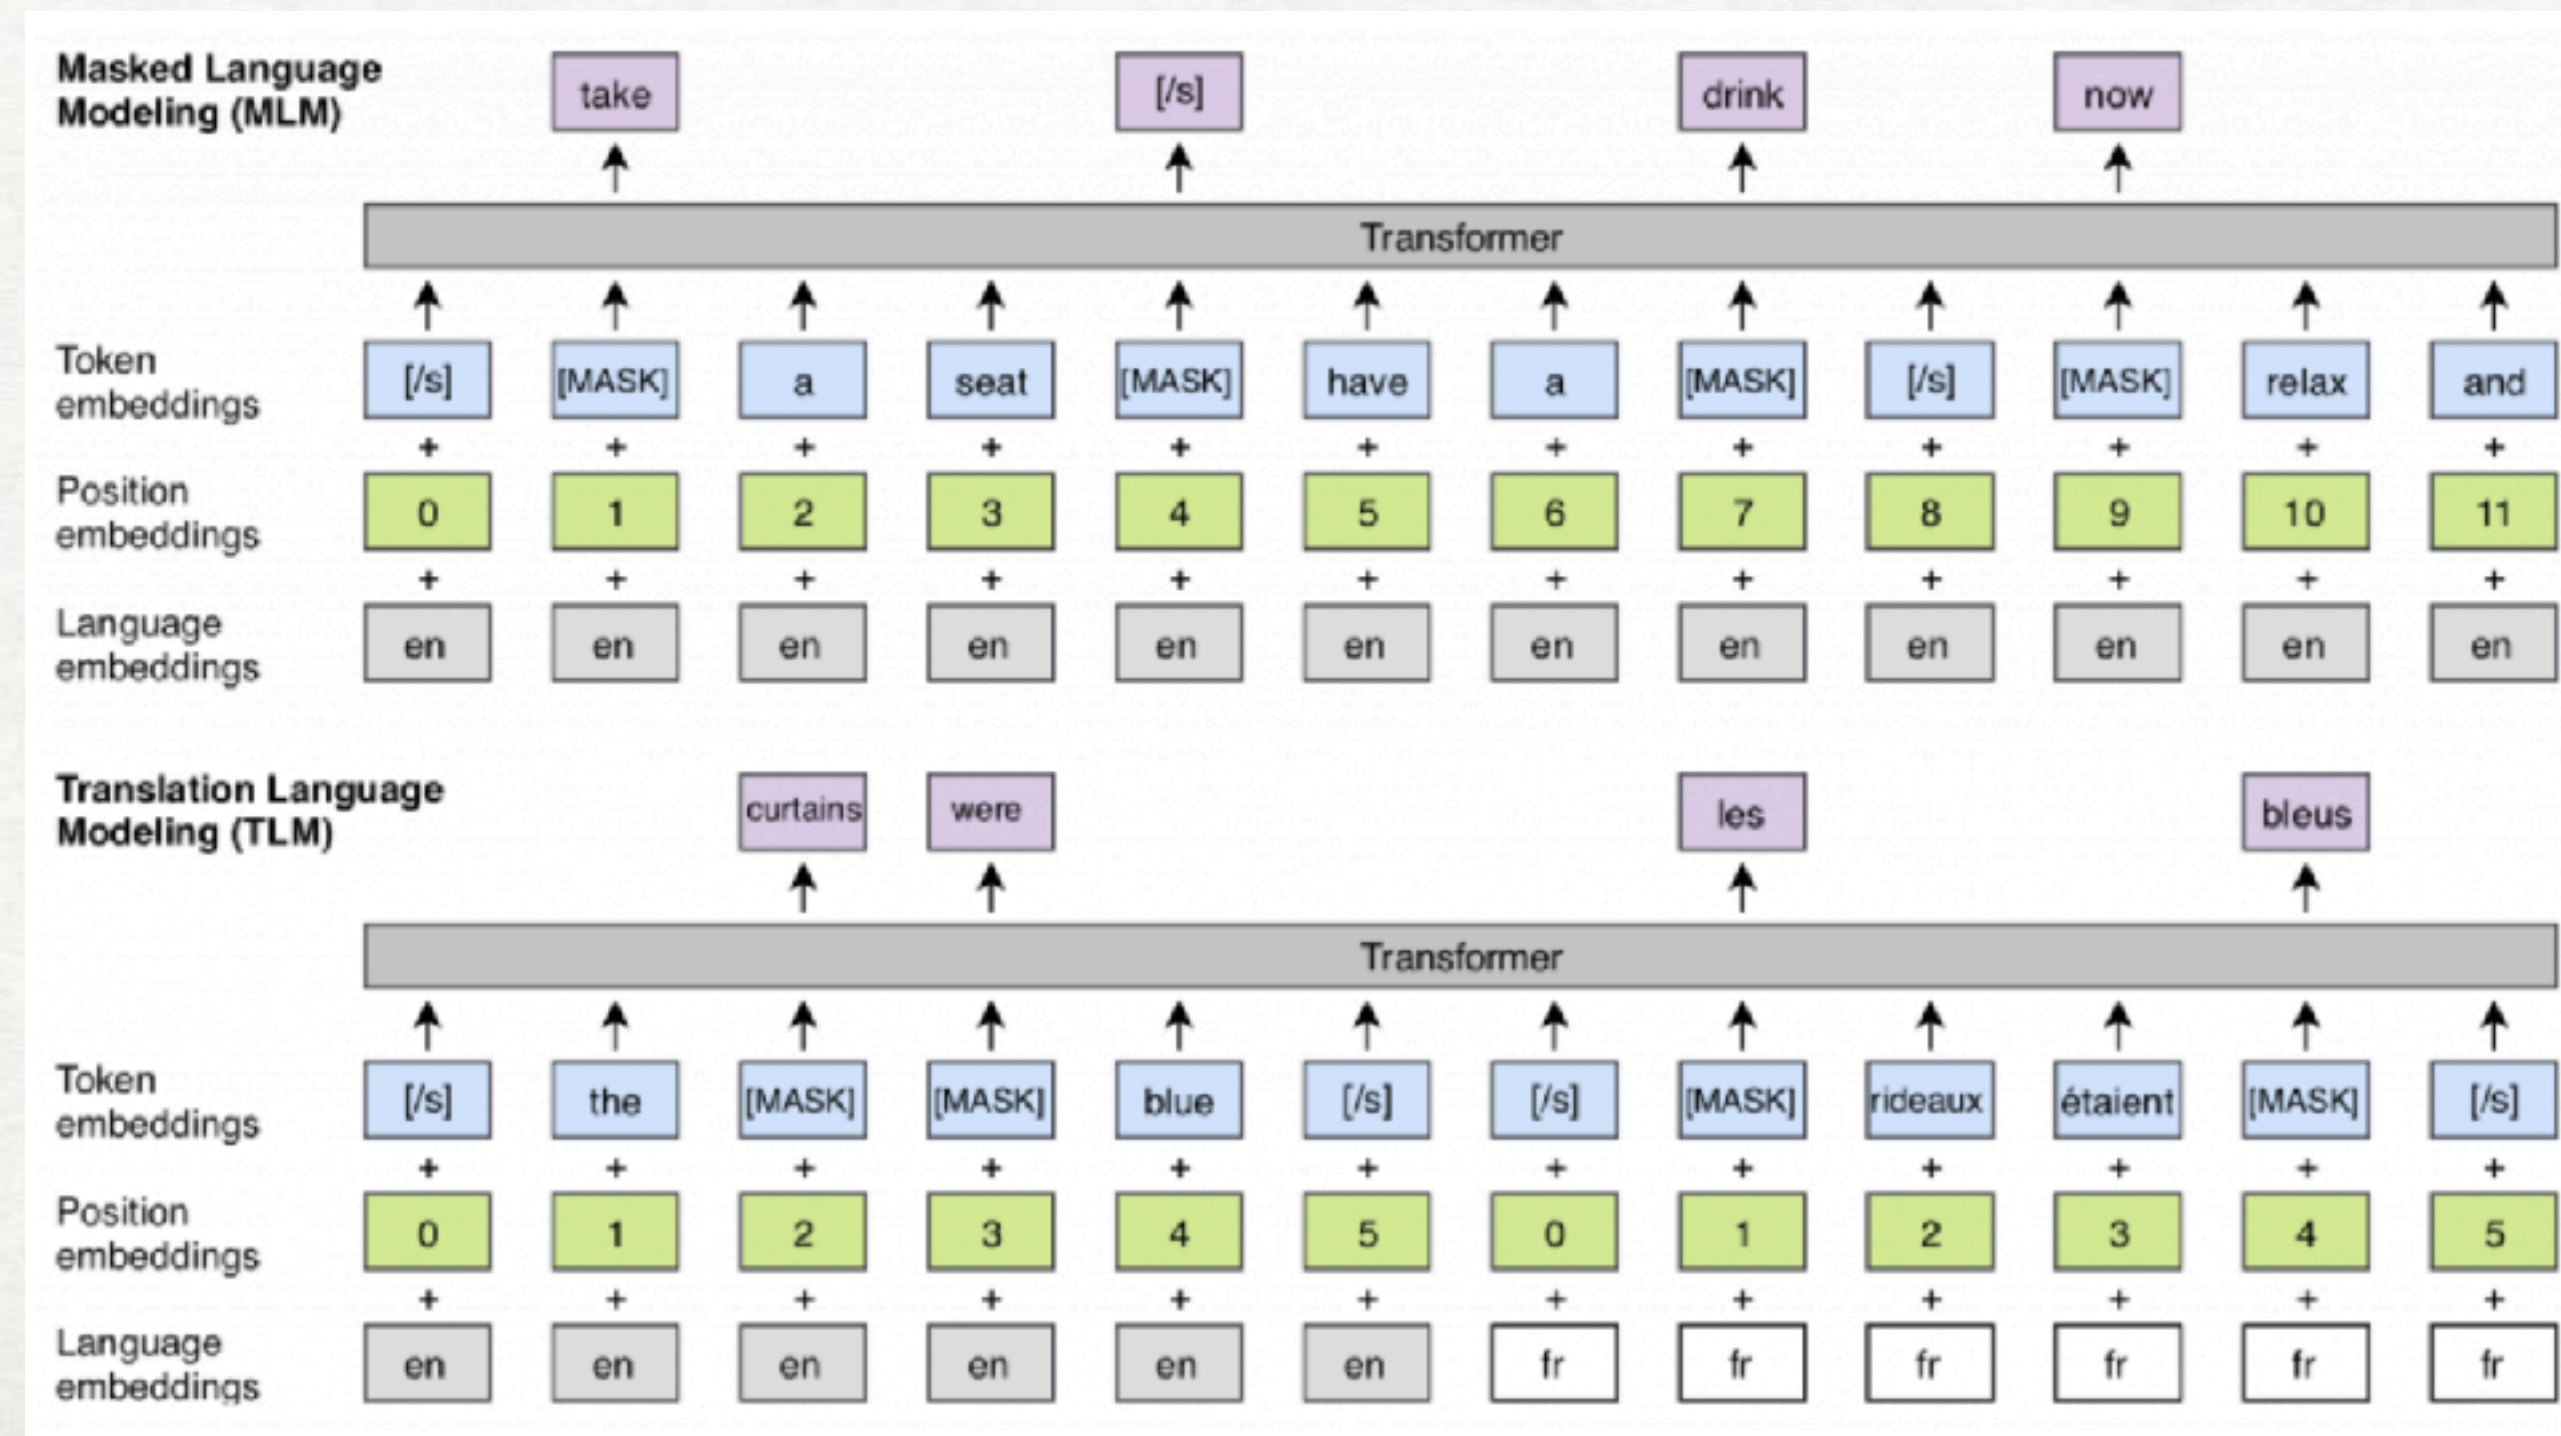 Masked Language
Modeling (MLM)
take [/s] drink now
Transformer
Token
embeddings
[/s] [MASK] a seat [MASK] have a [MASK] [/s] [MASK] relax and
+ + + + + + + + + + + +
Position
embeddings
0 1 2 3 4 5 6 7 8 9 10 11
+ + + + + + + + + + + +
Language
embeddings
en en en en en en en en en en en en
Translation Language
Modeling (TLM)
curtains were les bleus
Transformer
Token
embeddings
[/s] the [MASK] [MASK] blue [/s] [/s] [MASK] rideaux étaient [MASK] [/s]
+ + + + + + + + + + + +
Position
embeddings
0 1 2 3 4 5 0 1 2 3 4 5
+ + + + + + + + + + + +
Language
embeddings
en en en en en en fr fr fr fr fr fr